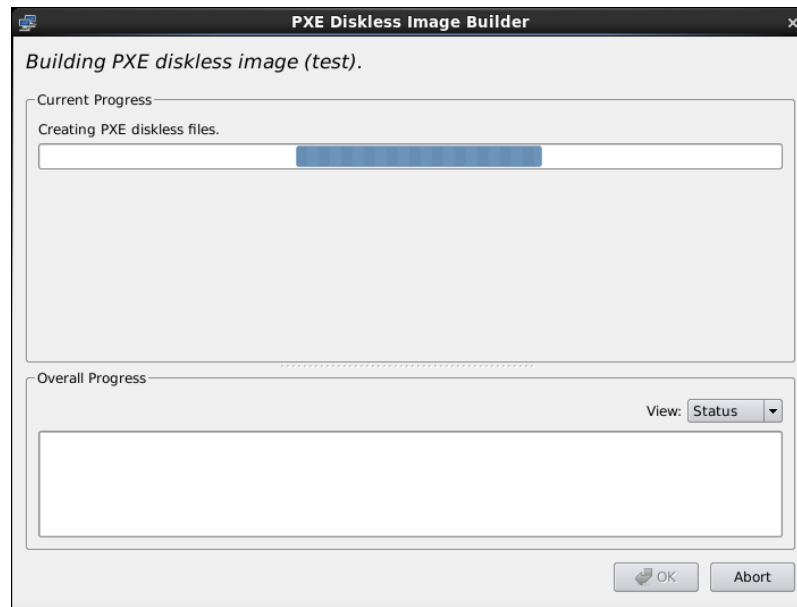 PXE Diskless Image Builder
Building PXE diskless image (test).
Current Progress
Creating PXE diskless files.
Overall Progress
View: Status
OK Abort